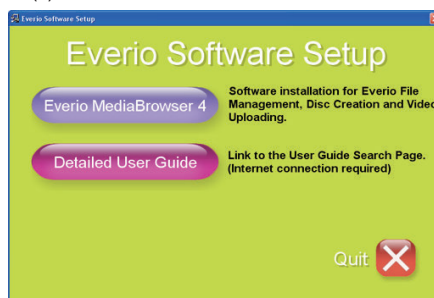 Everio Software Setup
Everio Software Setup
Everio MediaBrowser 4
Software installation for Everio File
Management, Disc Creation and Video
Uploading.
Detailed User Guide
Link to the User Guide Search Page.
(Internet connection required)
Quit